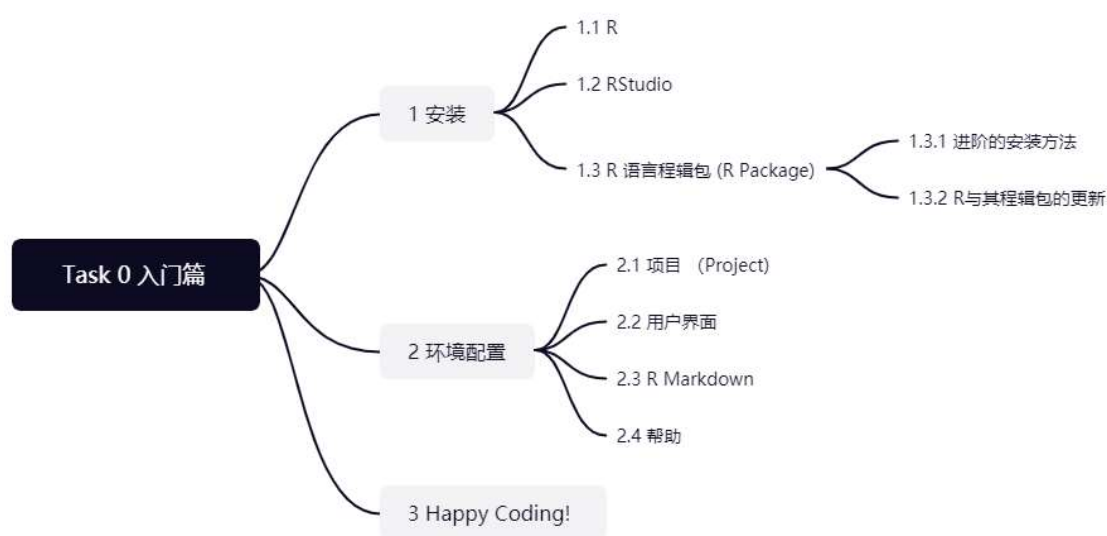 Task 0 入门篇
1 安装
1.1 R
1.2 RStudio
1.3 R 语言程辑包 (R Package)
1.3.1 进阶的安装方法
1.3.2 R与其程辑包的更新
2 环境配置
2.1 项目 （Project)
2.2 用户界面
2.3 R Markdown
2.4 帮助
3 Happy Coding!